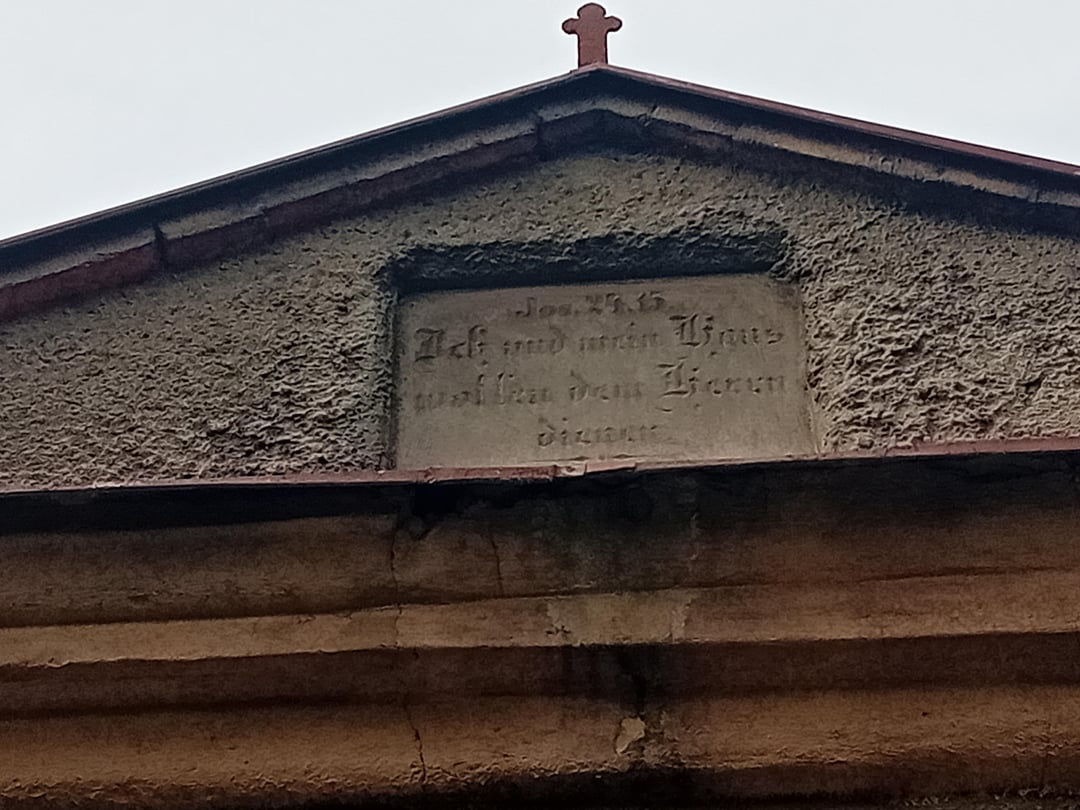 Jos. 24.15.
Ich und mein Haus
wollen dem Herrn
dienen.